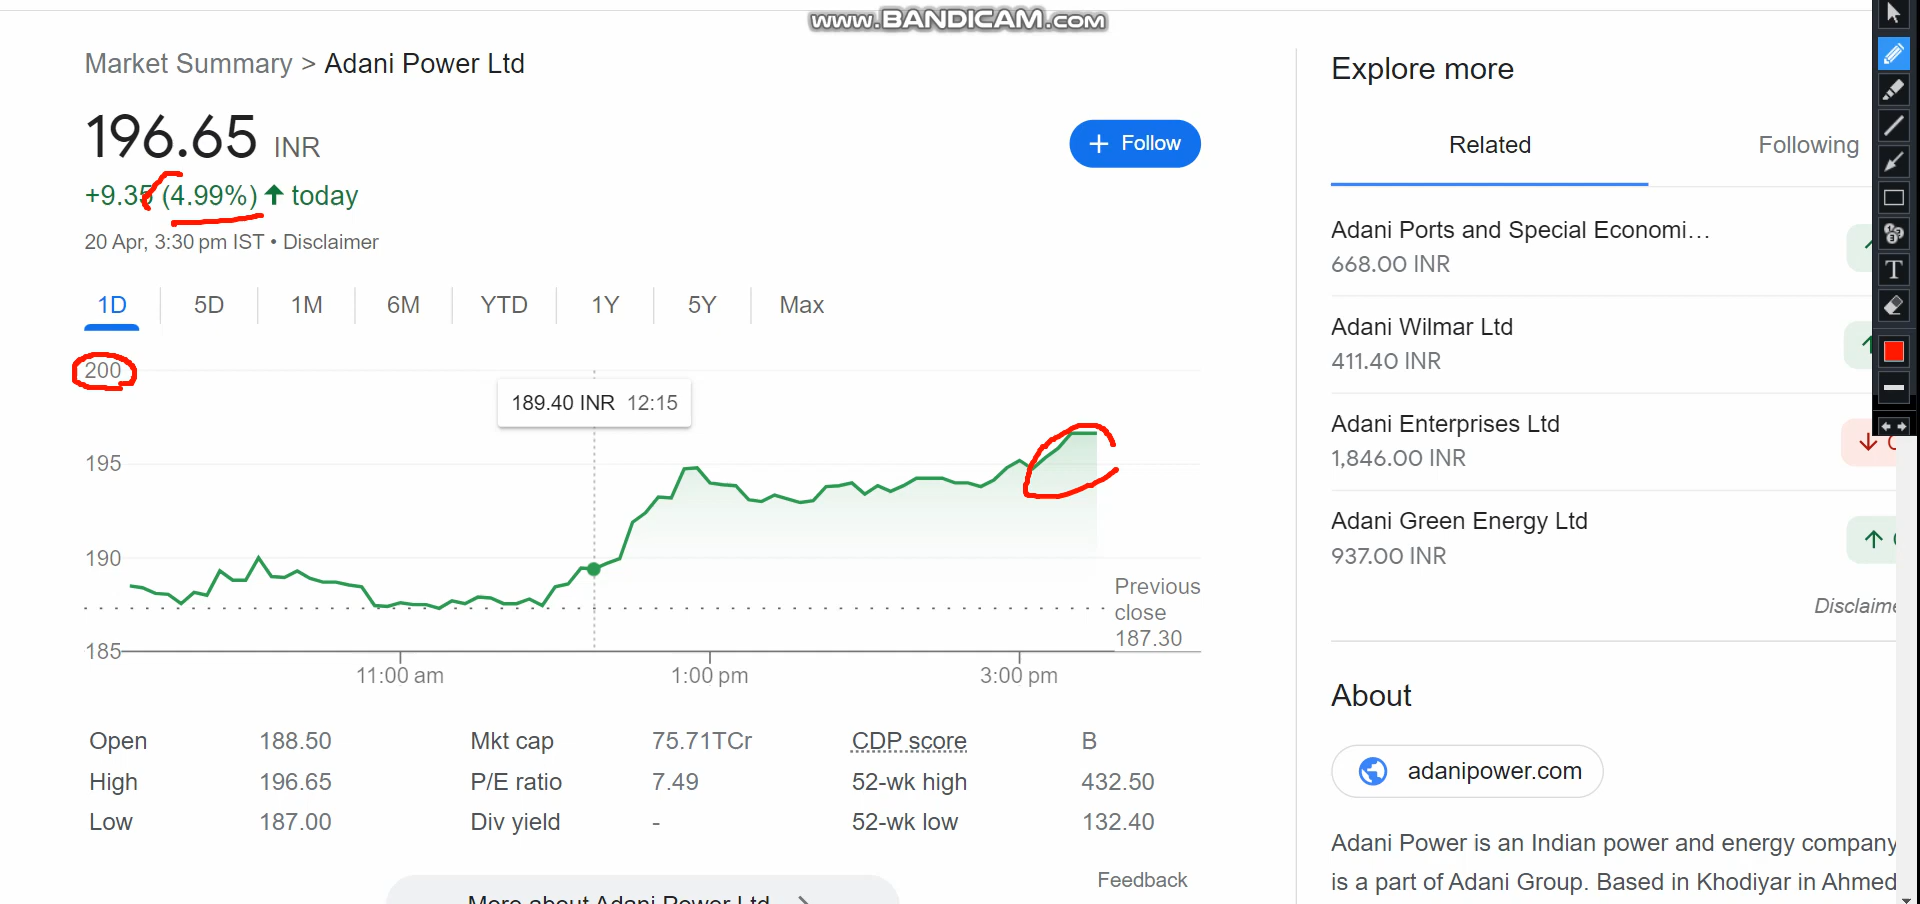 www.BANDICAM.com
Market Summary > Adani Power Ltd
196.65 INR
+ Follow
+9.35 (4.99%) ↑ today
20 Apr, 3:30 pm IST • Disclaimer
1D 5D 1M 6M YTD 1Y 5Y Max
200
189.40 INR 12:15
195
190
185
Previous
close
187.30
11:00 am 1:00 pm 3:00 pm
Open 188.50 Mkt cap 75.71TCr CDP score B
High 196.65 P/E ratio 7.49 52-wk high 432.50
Low 187.00 Div yield - 52-wk low 132.40
Feedback
More about Adani Power Ltd
Explore more
Related Following
Adani Ports and Special Economi...
668.00 INR
Adani Wilmar Ltd
411.40 INR
Adani Enterprises Ltd
1,846.00 INR
Adani Green Energy Ltd
937.00 INR
Disclaime
About
adanipower.com
Adani Power is an Indian power and energy company
is a part of Adani Group. Based in Khodiyar in Ahmed
T